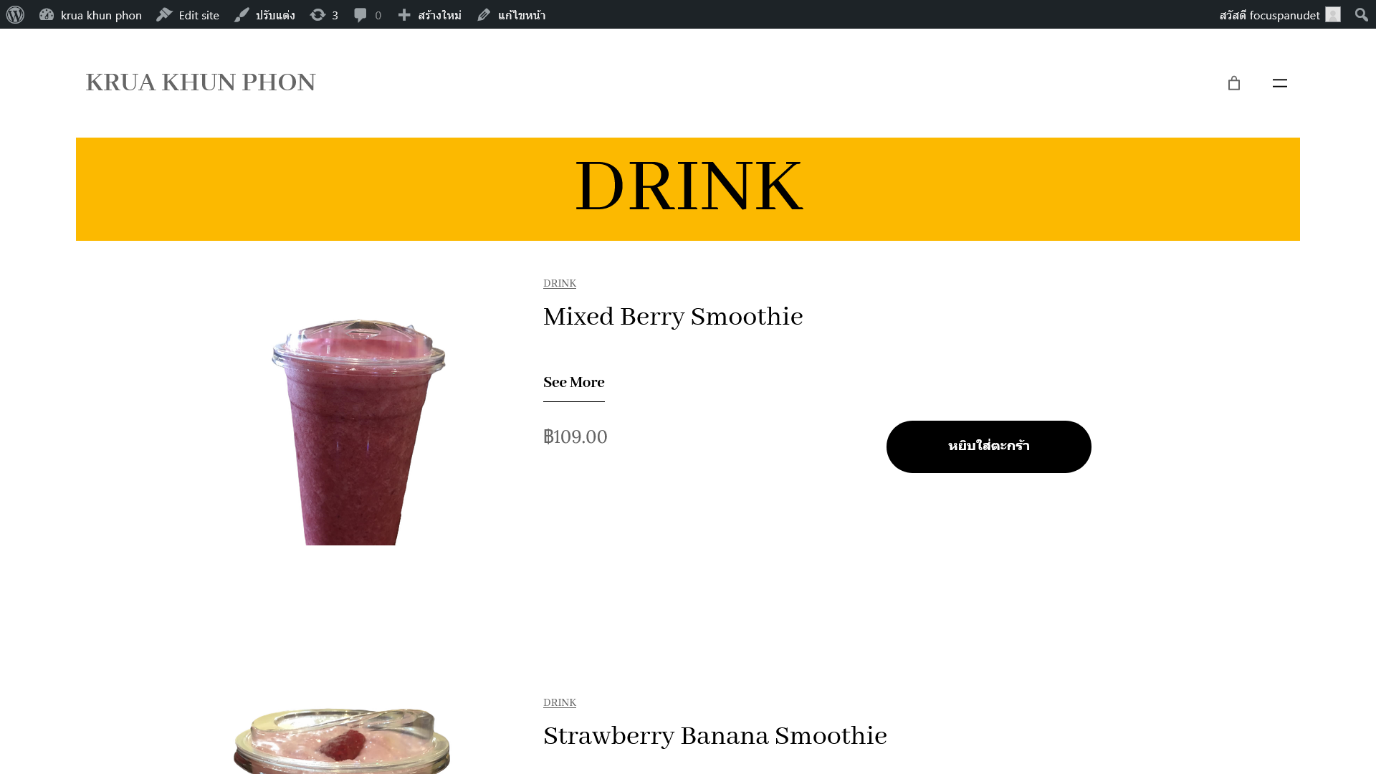 krua khun phon Edit site ปรับแต่ง 3 0 สร้างใหม่ แก้ไขหน้า สวัสดี focuspanudet
KRUA KHUN PHON
DRINK
DRINK
Mixed Berry Smoothie
See More
฿109.00
หยิบใส่ตะกร้า
DRINK
Strawberry Banana Smoothie